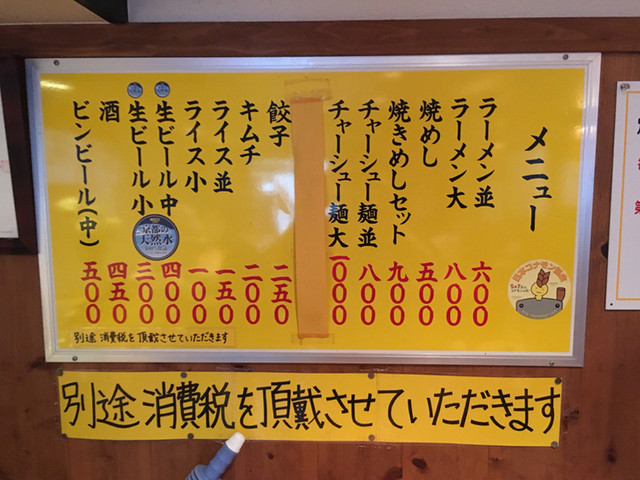 メニュー
ラーメン並 六〇〇
ラーメン大 八〇〇
焼めし 五〇〇
焼きめしセット 九〇〇
チャーシュー麺並 八〇〇
チャーシュー麺大 一〇〇〇
餃子 二五〇
キムチ 二〇〇
ライス並 一五〇
ライス小 一〇〇
生ビール中 四〇〇
生ビール小 三〇〇
酒 四五〇
ビンビール(中) 五〇〇
京都の
天然水
別途 消費税を頂戴させていただきます
別途 消費税を頂戴させていただきます